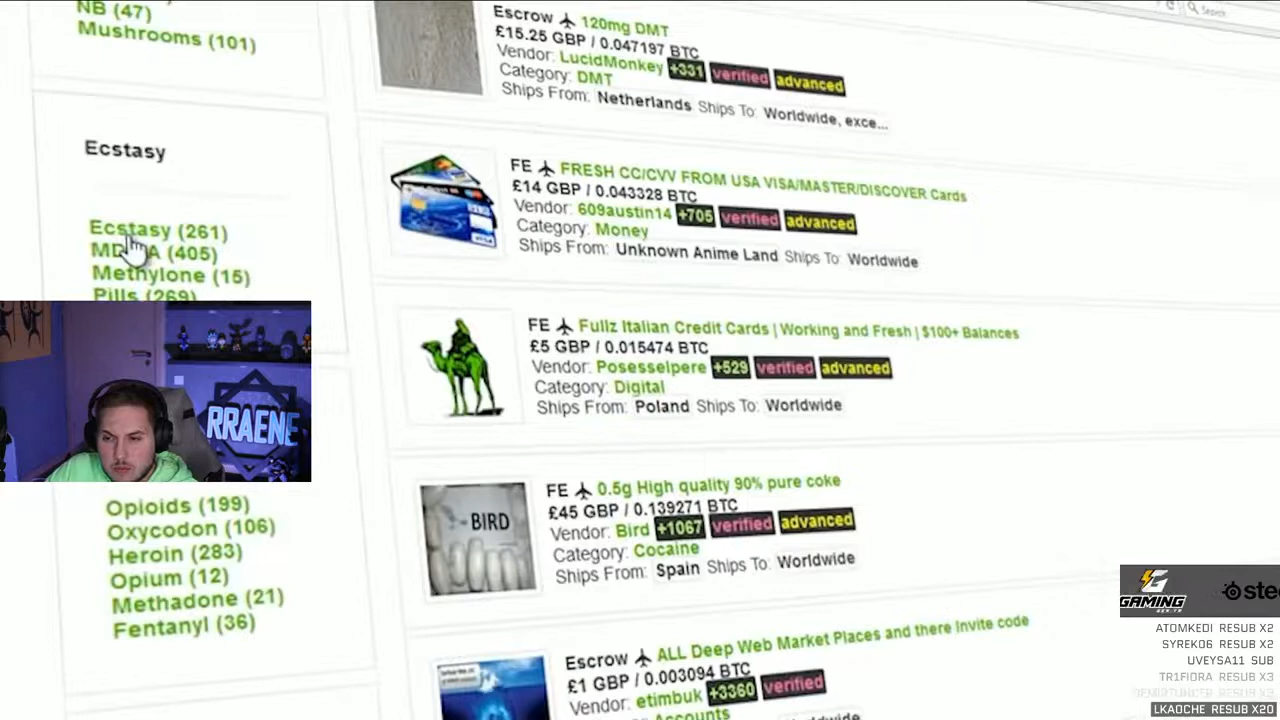 NB (47)
Mushrooms (101)
Ecstasy
Ecstasy (261)
(405)
Methylone (15)
Pills (269)
Opioids (199)
Oxycodon (106)
Heroin (283)
Opium (12)
Methadone (21)
Fentanyl (36)
Search
Escrow 120mg DMT
£15.25 GBP / 0.047197 BTC
Vendor: LucidMonkey +331 verified advanced
Category: DMT
Ships From: Netherlands Ships To: Worldwide, exce...
FE FRESH CC/CVV FROM USA VISA/MASTER/DISCOVER Cards
£14 GBP / 0.043328 BTC
Vendor: 609austin14 +705 verified advanced
Category: Money
Ships From: Unknown Anime Land Ships To: Worldwide
FE Fullz Italian Credit Cards | Working and Fresh | $100+ Balances
£5 GBP / 0.015474 BTC
Vendor: Posesselpere +529 verified advanced
Category: Digital
Ships From: Poland Ships To: Worldwide
BIRD
FE 0.5g High quality 90% pure coke
£45 GBP / 0.139271 BTC
Vendor: Bird +1067 verified advanced
Category: Cocaine
Ships From: Spain Ships To: Worldwide
Escrow ALL Deep Web Market Places and there Invite code
£1 GBP / 0.003094 BTC
Vendor: etimbuk +3360 verified
Accounts
Worldwide
RRAENE
GAMING
stee
ATOMKEDI RESUB X2
SYREK06 RESUB X2
UVEYSA11 SUB
TR1FIORA RESUB X3
LKAOCHE RESUB X20